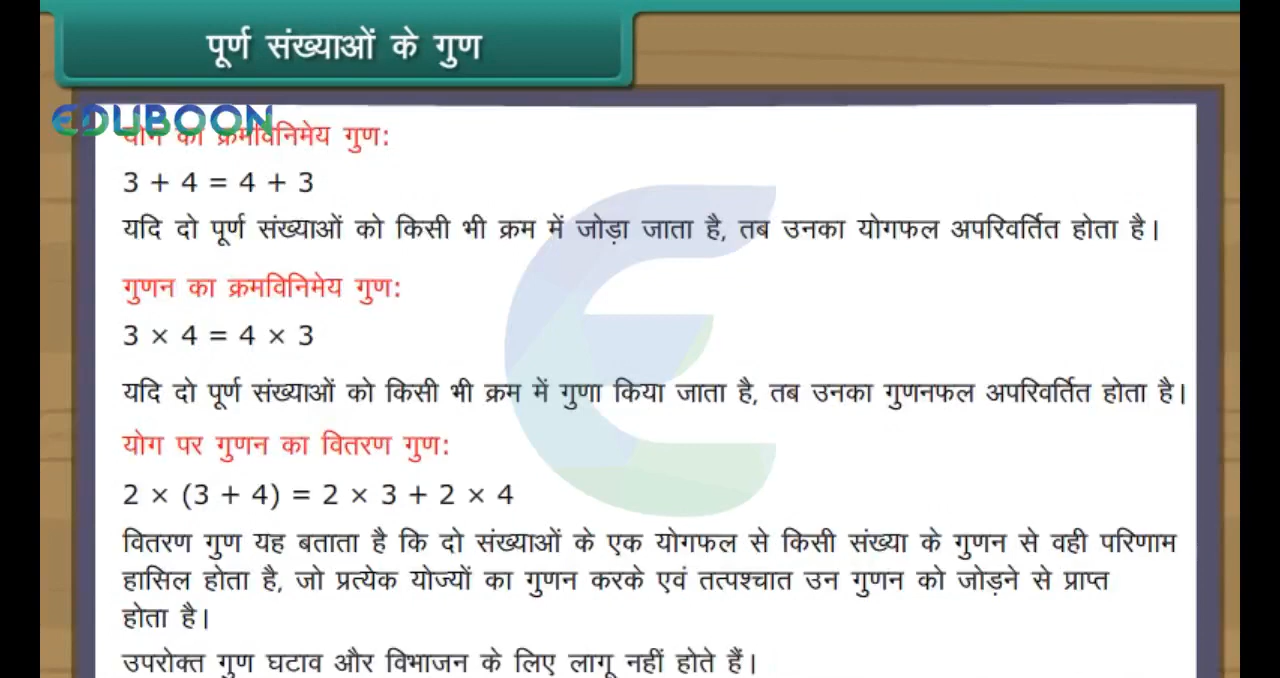 पूर्ण संख्याओं के गुण
EDUBOON
योग का क्रमविनिमेय गुण:
3 + 4 = 4 + 3
यदि दो पूर्ण संख्याओं को किसी भी क्रम में जोड़ा जाता है, तब उनका योगफल अपरिवर्तित होता है।
गुणन का क्रमविनिमेय गुण:
3 × 4 = 4 × 3
यदि दो पूर्ण संख्याओं को किसी भी क्रम में गुणा किया जाता है, तब उनका गुणनफल अपरिवर्तित होता है।
योग पर गुणन का वितरण गुण:
2 × (3 + 4) = 2 × 3 + 2 × 4
वितरण गुण यह बताता है कि दो संख्याओं के एक योगफल से किसी संख्या के गुणन से वही परिणाम
हासिल होता है, जो प्रत्येक योज्यों का गुणन करके एवं तत्पश्चात उन गुणन को जोड़ने से प्राप्त
होता है।
उपरोक्त गुण घटाव और विभाजन के लिए लागू नहीं होते हैं।